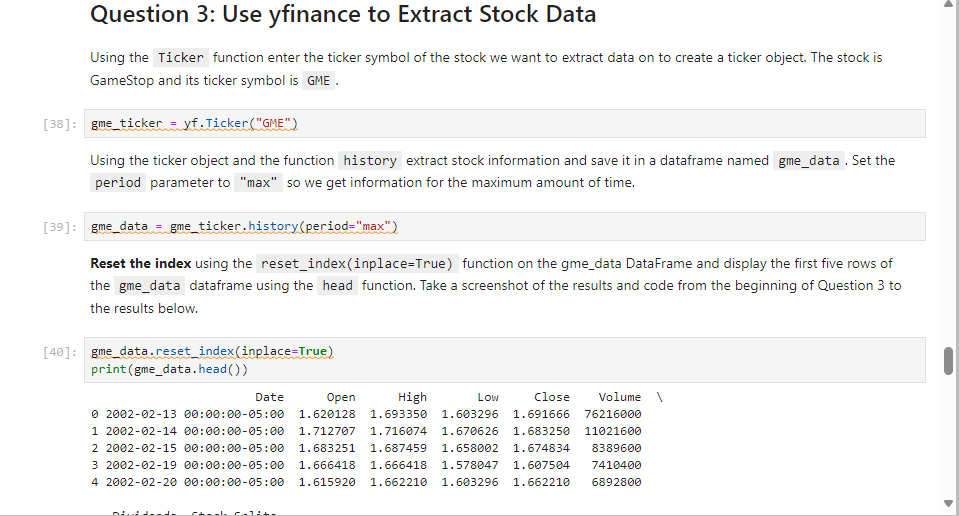 Question 3: Use yfinance to Extract Stock Data
Using the Ticker function enter the ticker symbol of the stock we want to extract data on to create a ticker object. The stock is
GameStop and its ticker symbol is GME .
[38]: gme_ticker = yf.Ticker("GME")
Using the ticker object and the function history extract stock information and save it in a dataframe named gme_data . Set the
period parameter to "max" so we get information for the maximum amount of time.
[39]: gme_data = gme_ticker.history(period="max")
Reset the index using the reset_index(inplace=True) function on the gme_data DataFrame and display the first five rows of
the gme_data dataframe using the head function. Take a screenshot of the results and code from the beginning of Question 3 to
the results below.
[40]: gme_data.reset_index(inplace=True)
print(gme_data.head())
Date Open High Low Close Volume \
0 2002-02-13 00:00:00-05:00 1.620128 1.693350 1.603296 1.691666 76216000
1 2002-02-14 00:00:00-05:00 1.712707 1.716074 1.670626 1.683250 11021600
2 2002-02-15 00:00:00-05:00 1.683251 1.687459 1.658002 1.674834 8389600
3 2002-02-19 00:00:00-05:00 1.666418 1.666418 1.578047 1.607504 7410400
4 2002-02-20 00:00:00-05:00 1.615920 1.662210 1.603296 1.662210 6892800
Dividends Stock Splits